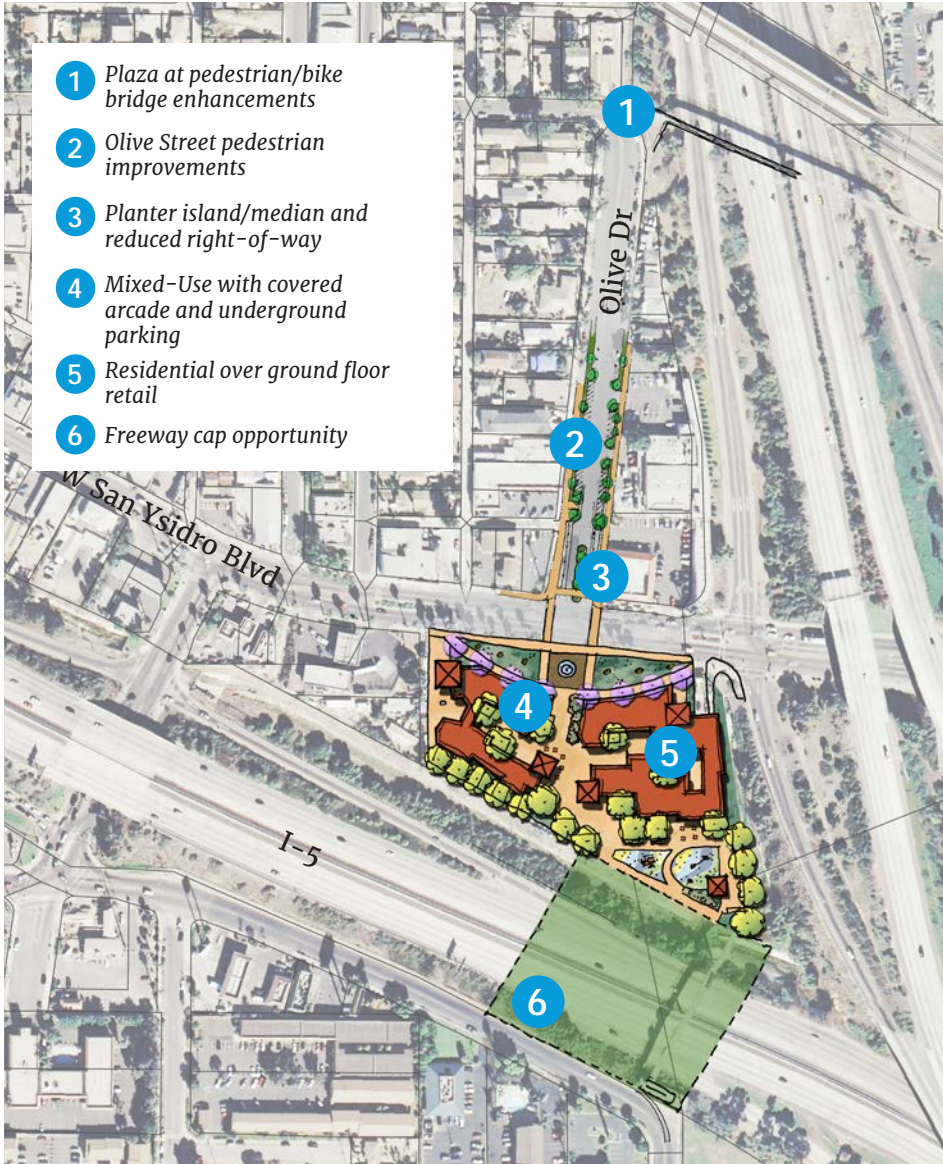 1 Plaza at pedestrian/bike
bridge enhancements
2 Olive Street pedestrian
improvements
3 Planter island/median and
reduced right-of-way
4 Mixed-Use with covered
arcade and underground
parking
5 Residential over ground floor
retail
6 Freeway cap opportunity
1
Olive Dr
2
W San Ysidro Blvd
3
4
5
I-5
6